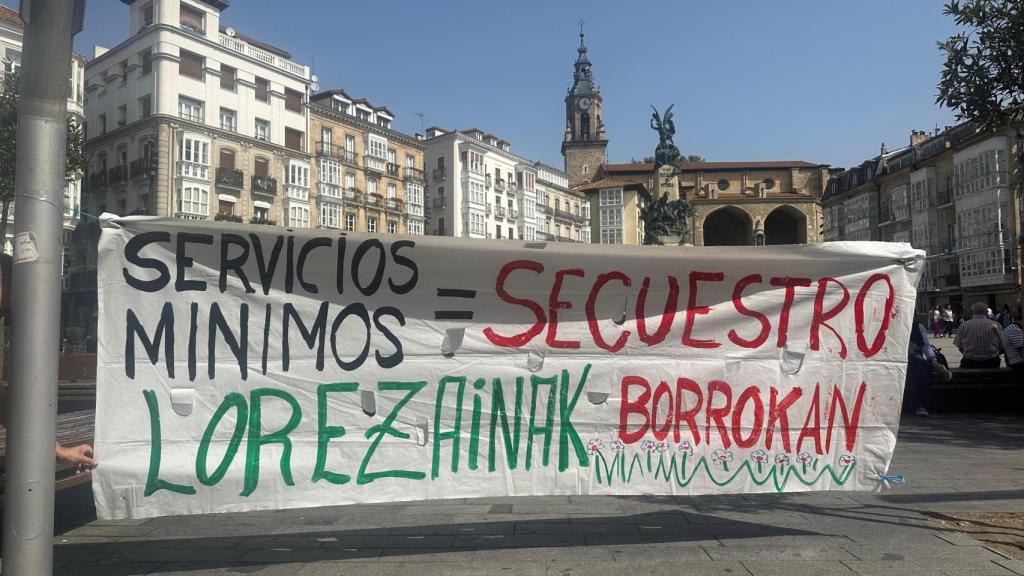 SERVICIOS
MINIMOS = SECUESTRO
LOREZAiNAK BORROKAN